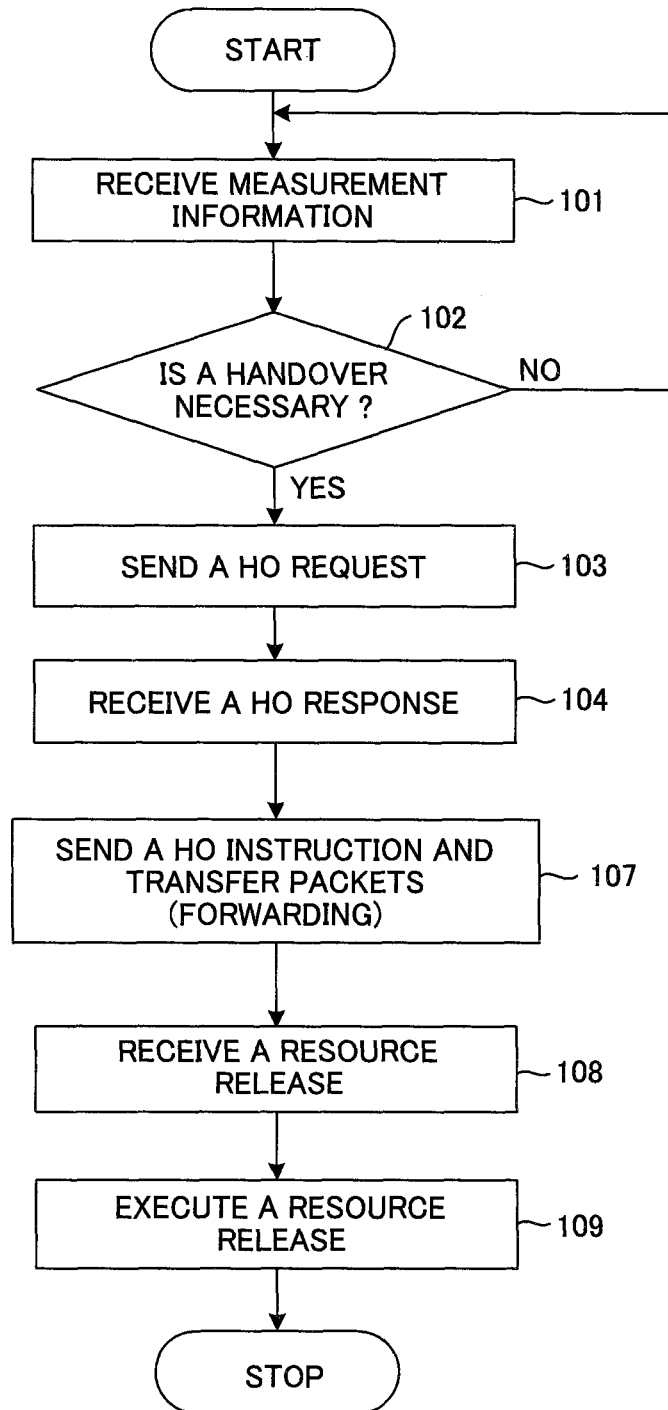 START
RECEIVE MEASUREMENT
INFORMATION
101
102
IS A HANDOVER
NECESSARY ?
NO
YES
SEND A HO REQUEST
103
RECEIVE A HO RESPONSE
104
SEND A HO INSTRUCTION AND
TRANSFER PACKETS
(FORWARDING)
107
RECEIVE A RESOURCE
RELEASE
108
EXECUTE A RESOURCE
RELEASE
109
STOP